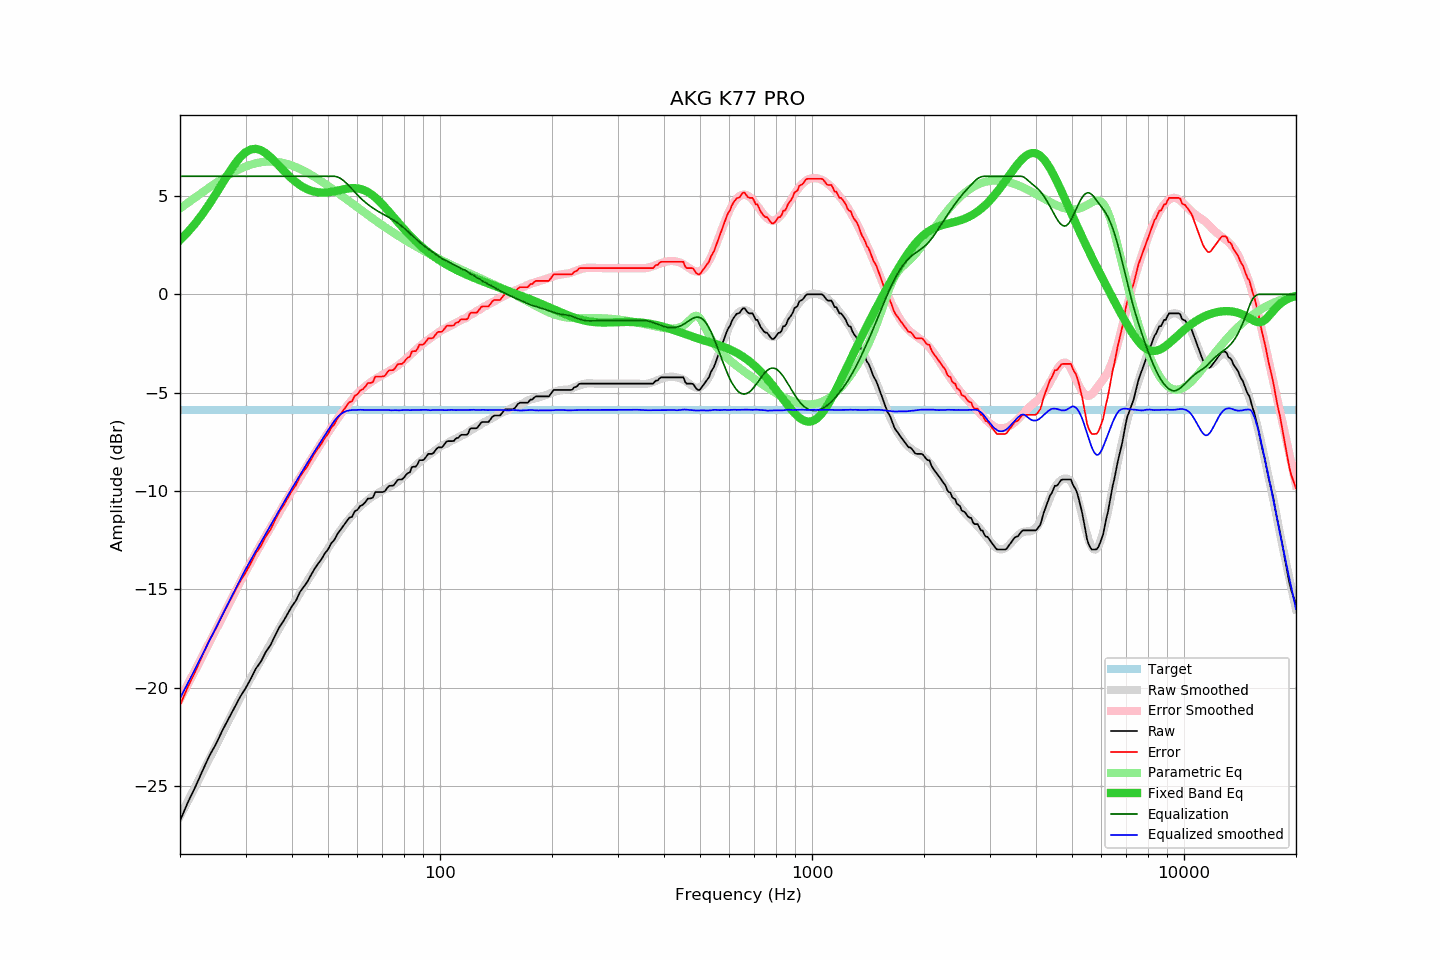 AKG K77 PRO
Amplitude (dBr)
5
0
−5
−10
−15
−20
−25
100
1000
10000
Frequency (Hz)
Target
Raw Smoothed
Error Smoothed
Raw
Error
Parametric Eq
Fixed Band Eq
Equalization
Equalized smoothed